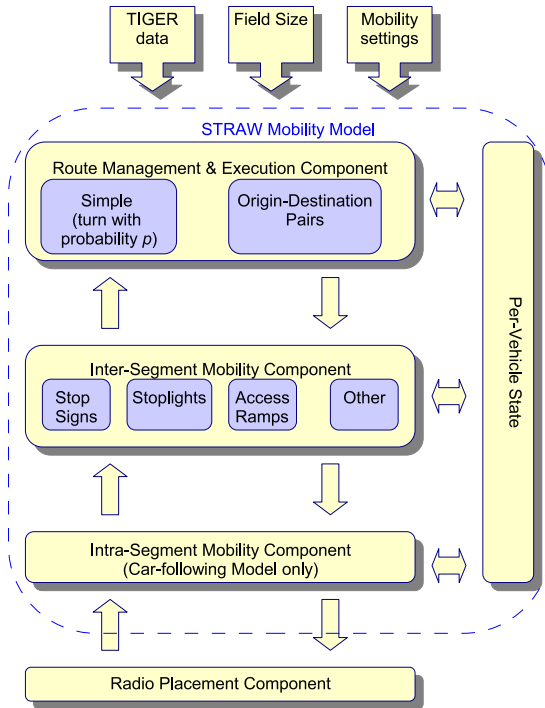 TIGER
data
Field Size
Mobility
settings
STRAW Mobility Model
Route Management & Execution Component
Simple
(turn with
probability p)
Origin-Destination
Pairs
Inter-Segment Mobility Component
Stop
Signs
Stoplights
Access
Ramps
Other
Intra-Segment Mobility Component
(Car-following Model only)
Per-Vehicle State
Radio Placement Component